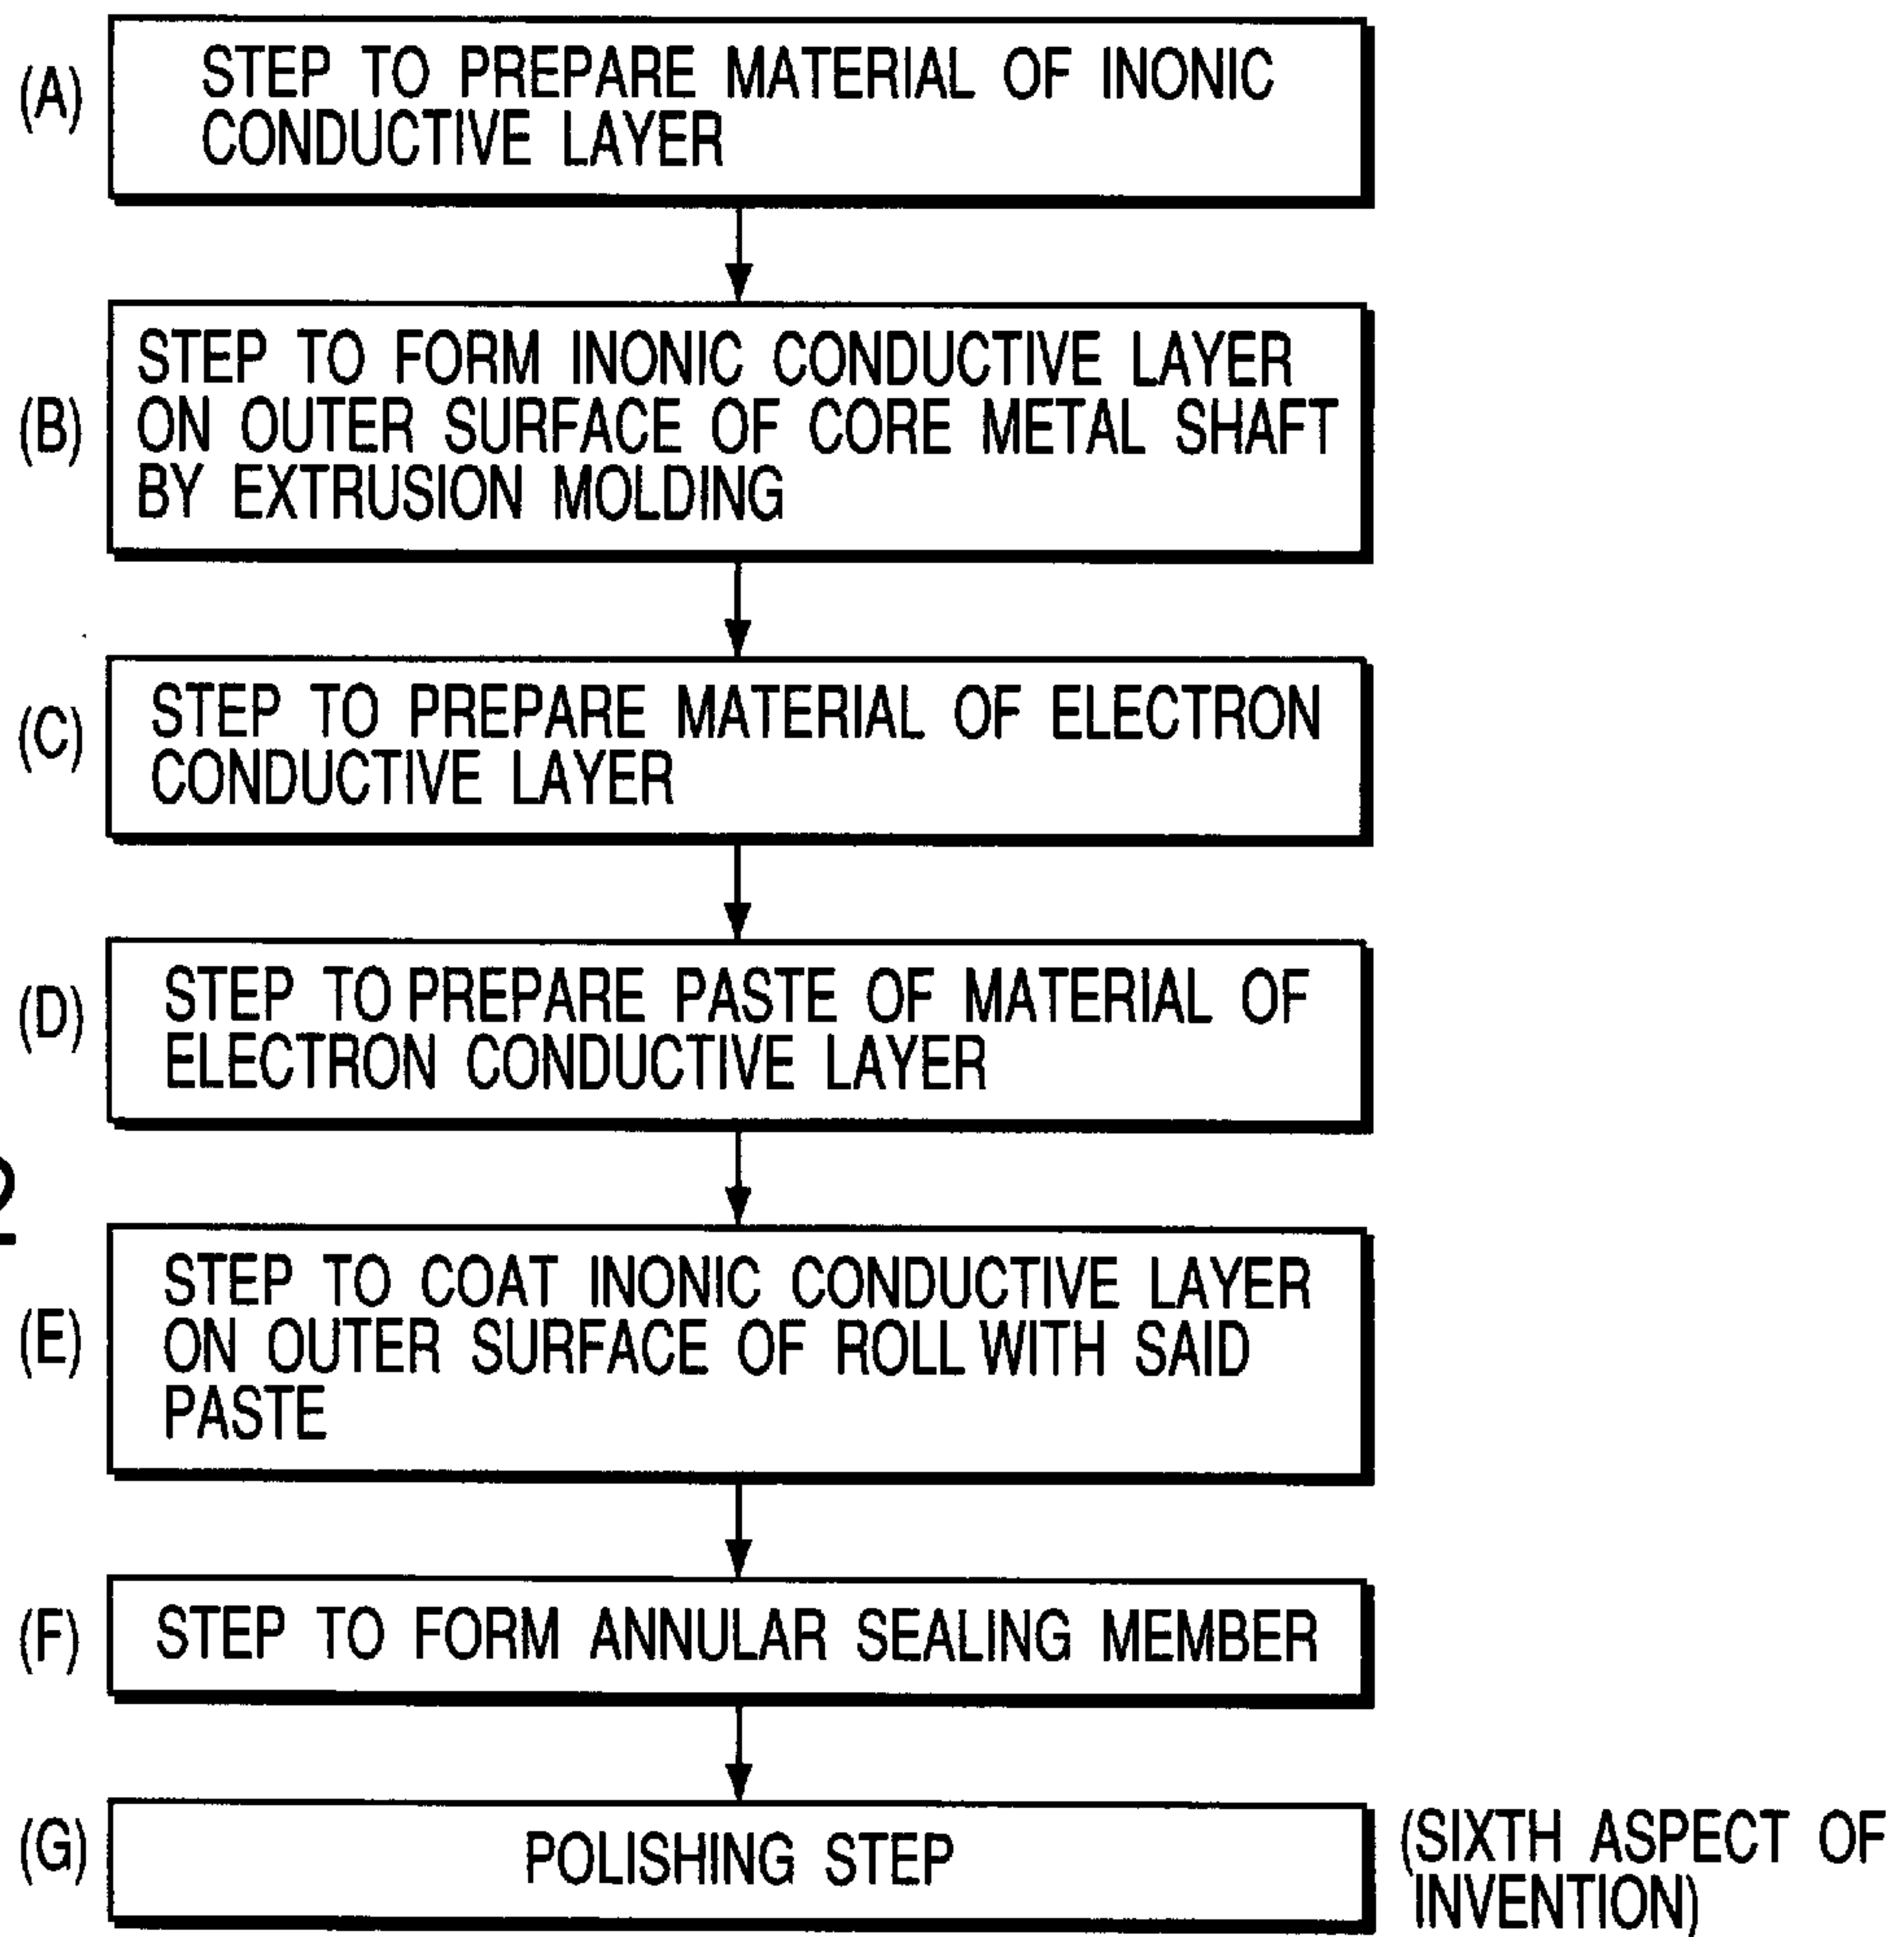 (A)
STEP TO PREPARE MATERIAL OF INONIC
CONDUCTIVE LAYER
(B)
STEP TO FORM INONIC CONDUCTIVE LAYER
ON OUTER SURFACE OF CORE METAL SHAFT
BY EXTRUSION MOLDING
(C)
STEP TO PREPARE MATERIAL OF ELECTRON
CONDUCTIVE LAYER
(D)
STEP TO PREPARE PASTE OF MATERIAL OF
ELECTRON CONDUCTIVE LAYER
(E)
STEP TO COAT INONIC CONDUCTIVE LAYER
ON OUTER SURFACE OF ROLL WITH SAID
PASTE
(F)
STEP TO FORM ANNULAR SEALING MEMBER
(G)
POLISHING STEP
(SIXTH ASPECT OF
INVENTION)